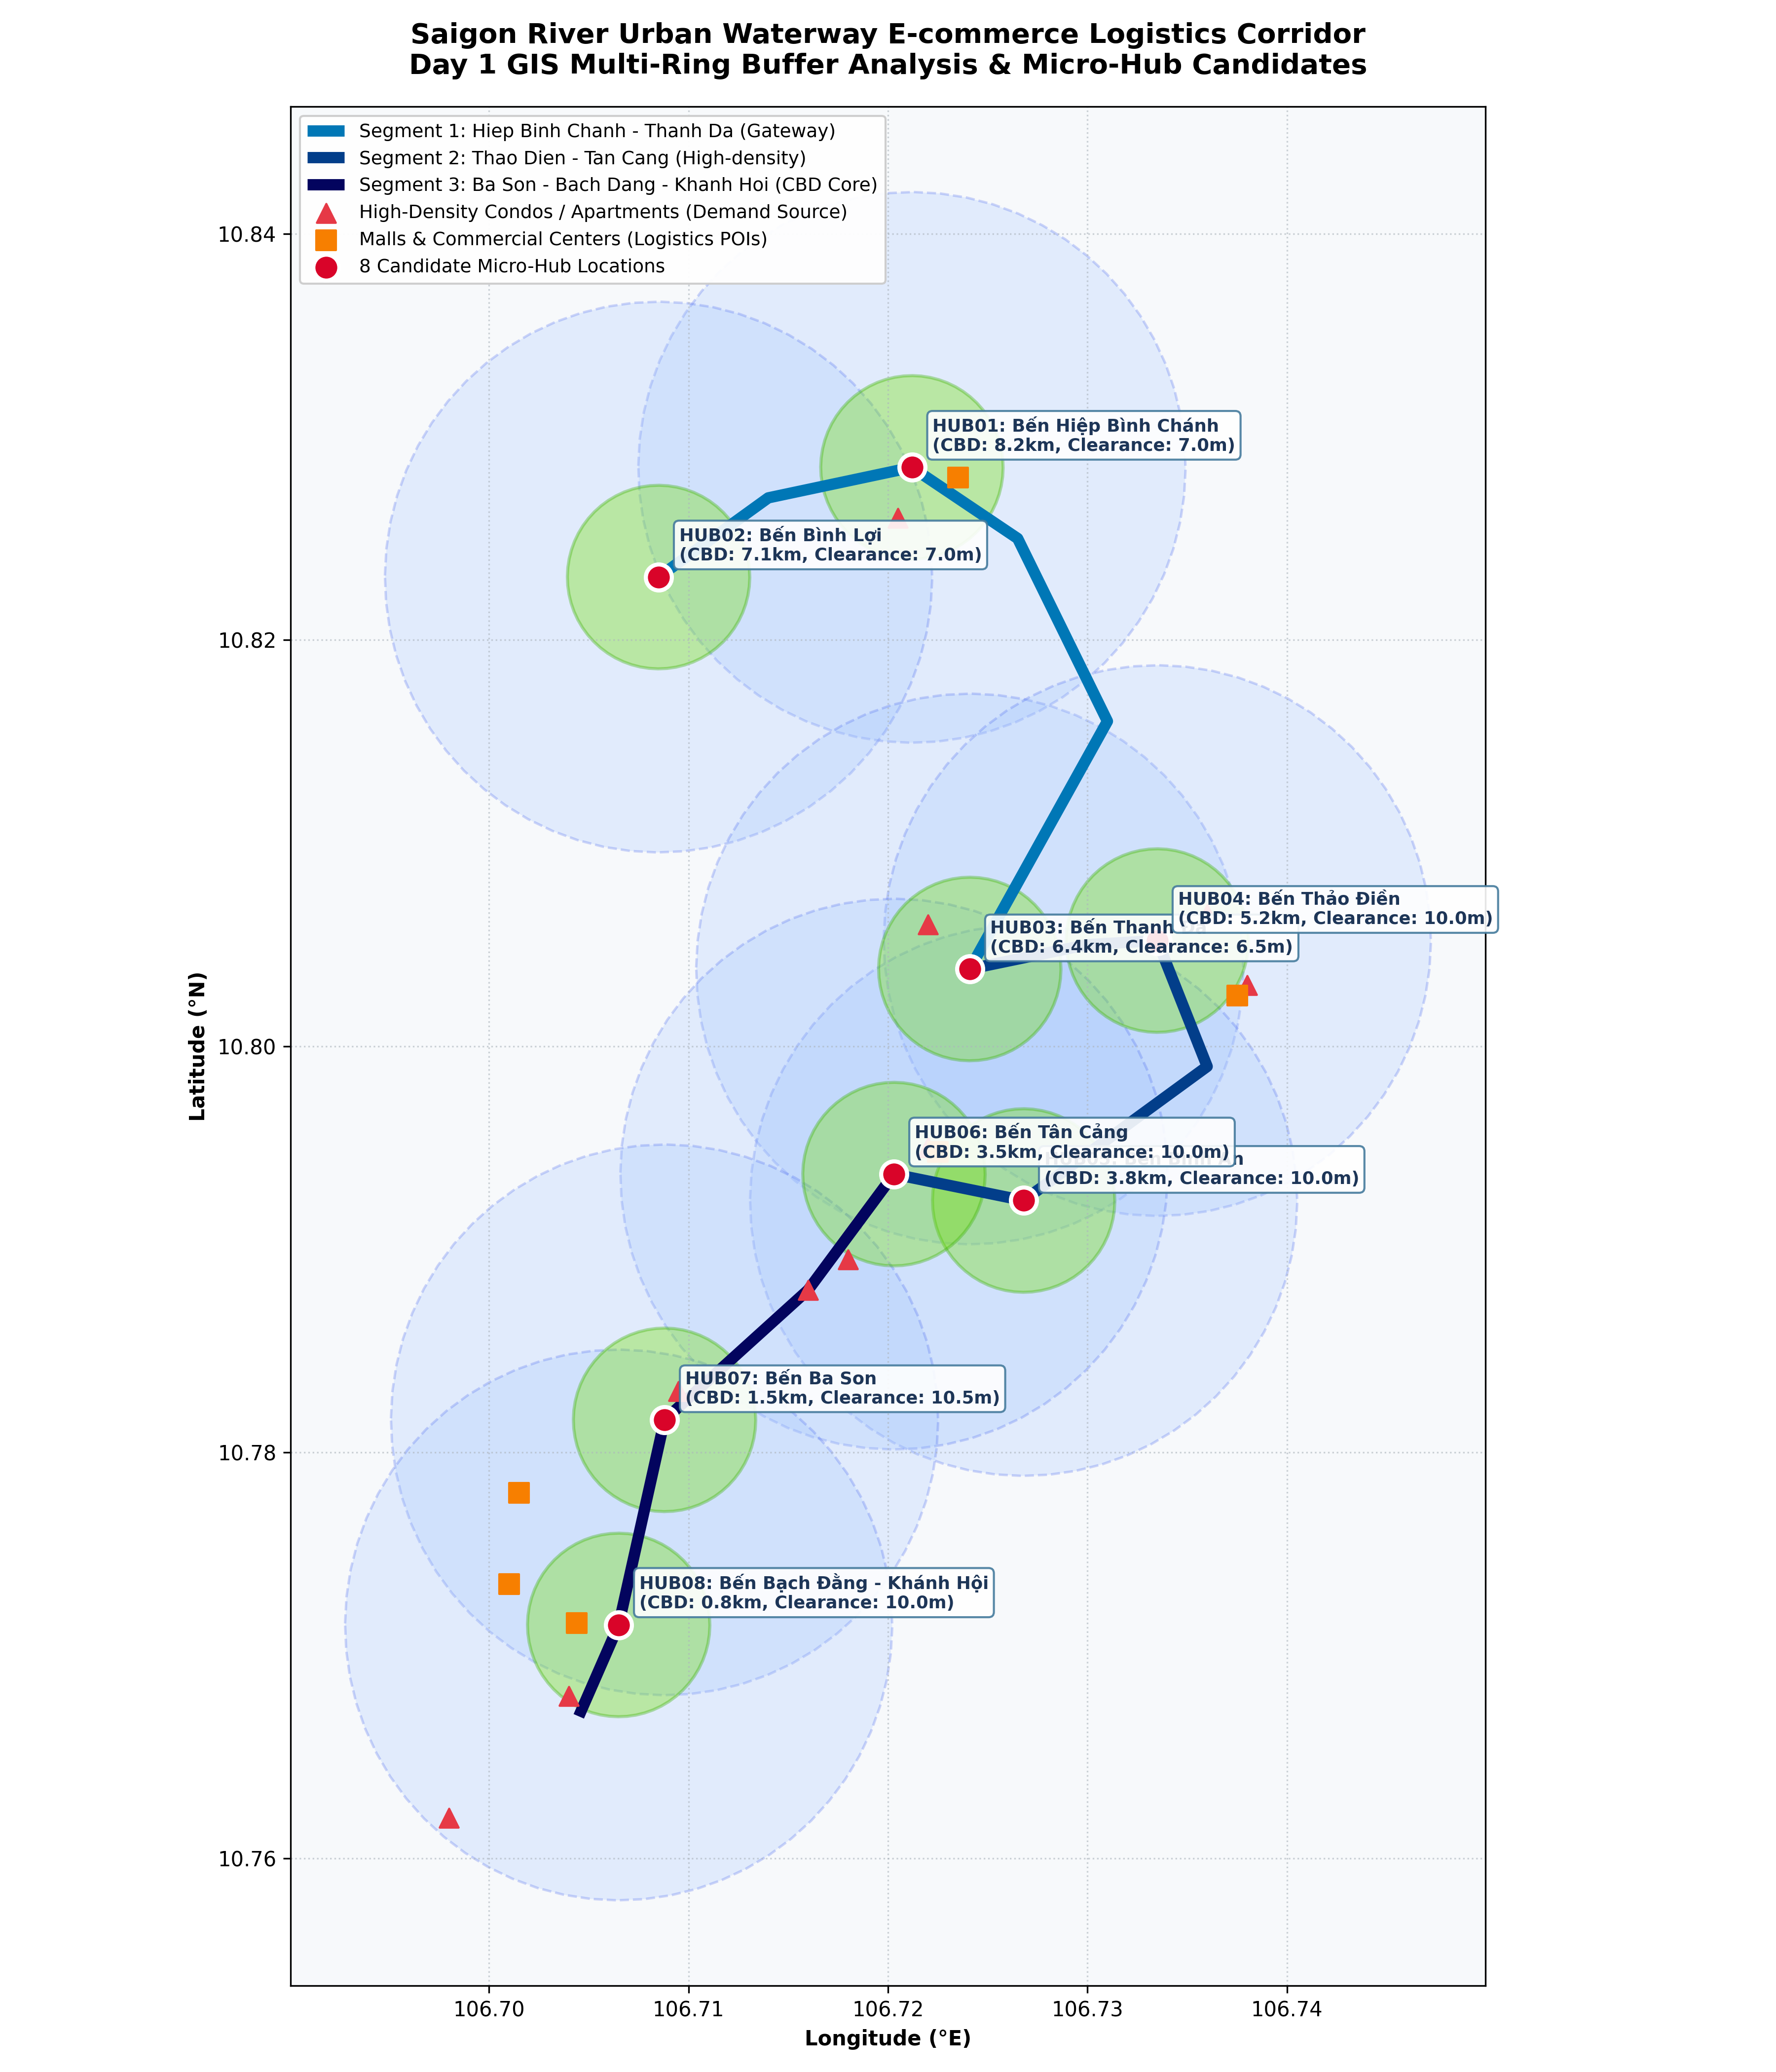 Saigon River Urban Waterway E-commerce Logistics Corridor
Day 1 GIS Multi-Ring Buffer Analysis & Micro-Hub Candidates
Segment 1: Hiep Binh Chanh - Thanh Da (Gateway)
Segment 2: Thao Dien - Tan Cang (High-density)
Segment 3: Ba Son - Bach Dang - Khanh Hoi (CBD Core)
High-Density Condos / Apartments (Demand Source)
Malls & Commercial Centers (Logistics POIs)
8 Candidate Micro-Hub Locations
10.84
HUB01: Bến Hiệp Bình Chánh
(CBD: 8.2km, Clearance: 7.0m)
HUB02: Bến Bình Lợi
(CBD: 7.1km, Clearance: 7.0m)
10.82
HUB04: Bến Thảo Điền
(CBD: 5.2km, Clearance: 10.0m)
HUB03: Bến Thanh
(CBD: 6.4km, Clearance: 6.5m)
10.80
Latitude (°N)
HUB06: Bến Tân Cảng
(CBD: 3.5km, Clearance: 10.0m)
(CBD: 3.8km, Clearance: 10.0m)
HUB07: Bến Ba Son
(CBD: 1.5km, Clearance: 10.5m)
10.78
HUB08: Bến Bạch Đằng - Khánh Hội
(CBD: 0.8km, Clearance: 10.0m)
10.76
106.70
106.71
106.72
106.73
106.74
Longitude (°E)